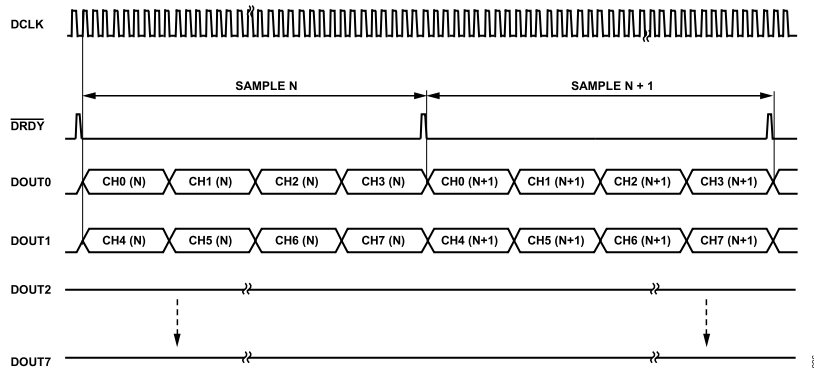 DCLK
SAMPLE N
SAMPLE N + 1
DRDY
DOUT0
CH0 (N)
CH1 (N)
CH2 (N)
CH3 (N)
CH0 (N+1)
CH1 (N+1)
CH2 (N+1)
CH3 (N+1)
DOUT1
CH4 (N)
CH5 (N)
CH6 (N)
CH7 (N)
CH4 (N+1)
CH5 (N+1)
CH6 (N+1)
CH7 (N+1)
DOUT2
DOUT7